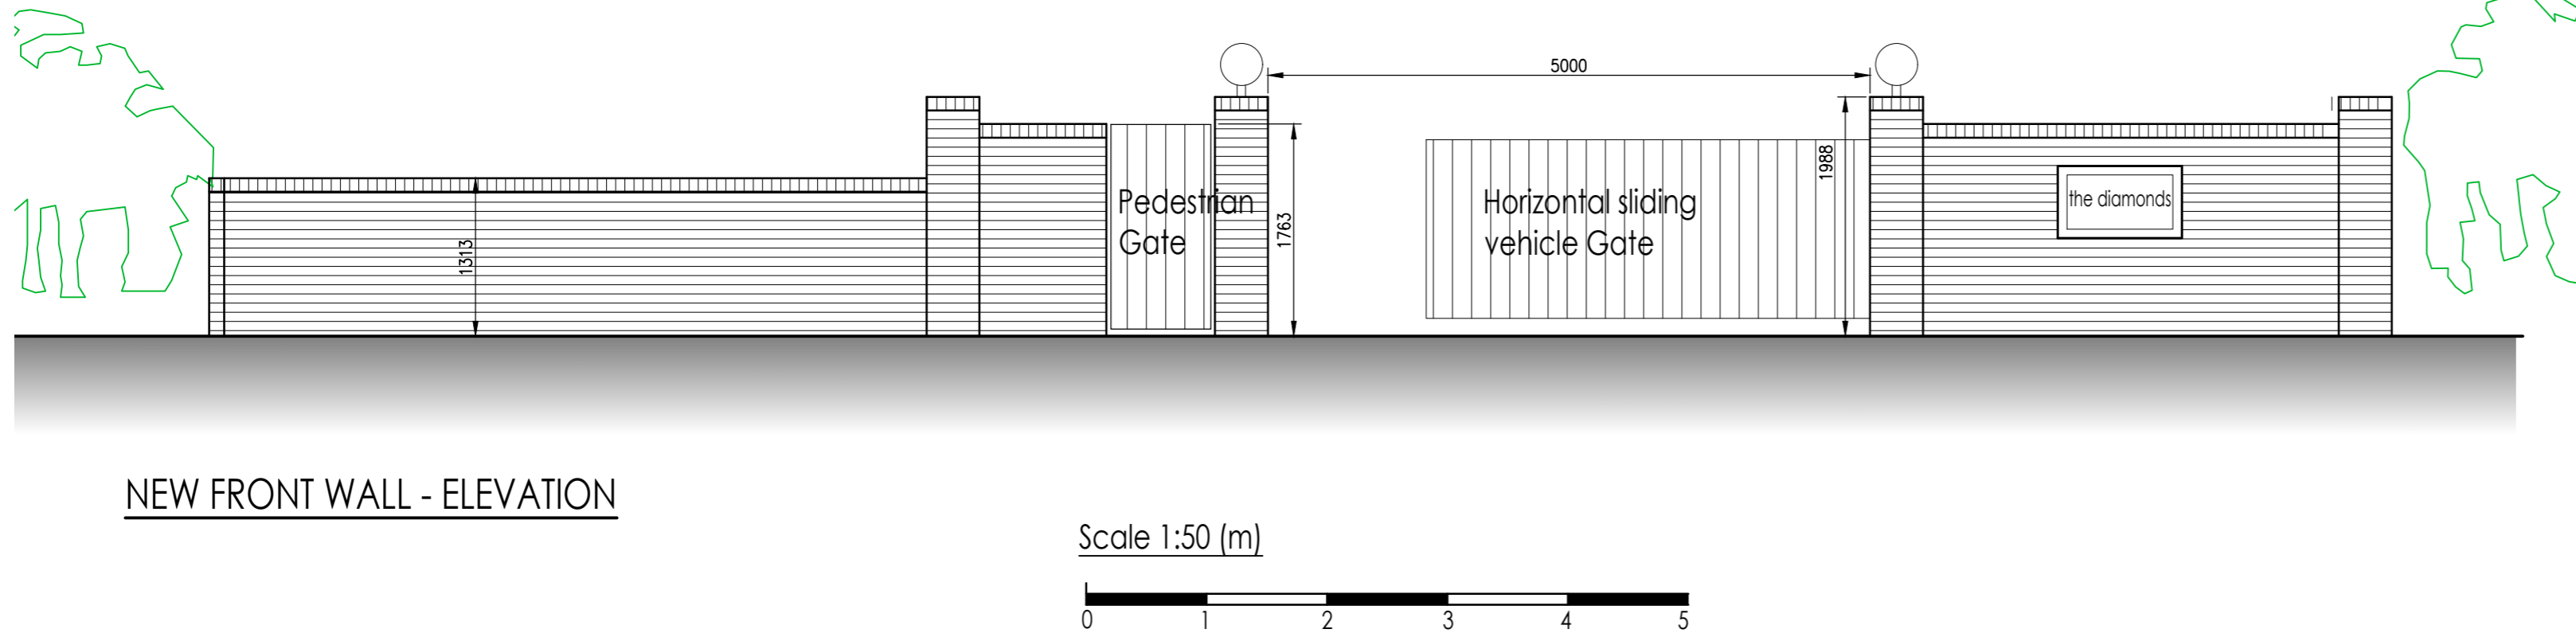 5000
1988
the diamonds
Pedestrian
Gate
Horizontal sliding
vehicle Gate
1763
1313
NEW FRONT WALL - ELEVATION
Scale 1:50 (m)
0 1 2 3 4 5